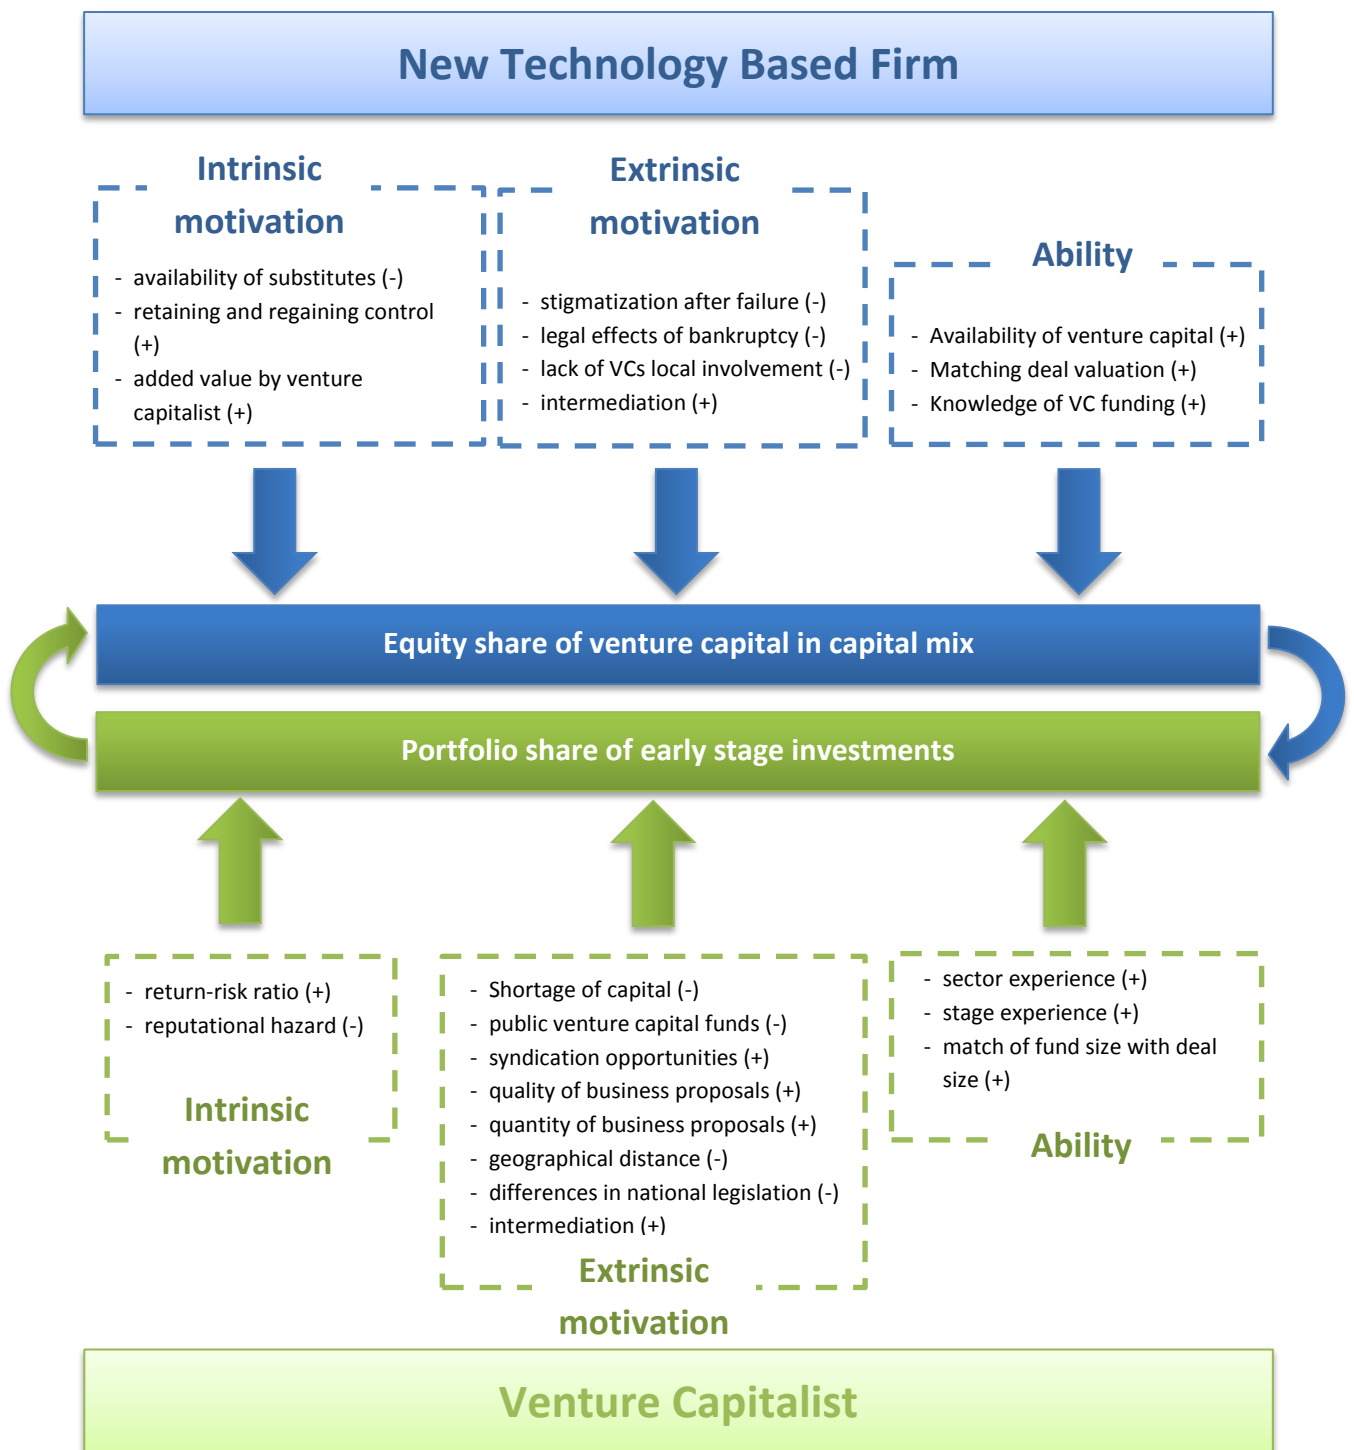 New Technology Based Firm
Intrinsic
motivation
- availability of substitutes (-)
- retaining and regaining control
(+)
- added value by venture
capitalist (+)
Extrinsic
motivation
- stigmatization after failure (-)
- legal effects of bankruptcy (-)
- lack of VCs local involvement (-)
- intermediation (+)
Ability
- Availability of venture capital (+)
- Matching deal valuation (+)
- Knowledge of VC funding (+)
Equity share of venture capital in capital mix
Portfolio share of early stage investments
- return-risk ratio (+)
- reputational hazard (-)
Intrinsic
motivation
- Shortage of capital (-)
- public venture capital funds (-)
- syndication opportunities (+)
- quality of business proposals (+)
- quantity of business proposals (+)
- geographical distance (-)
- differences in national legislation (-)
- intermediation (+)
Extrinsic
motivation
- sector experience (+)
- stage experience (+)
- match of fund size with deal
size (+)
Ability
Venture Capitalist